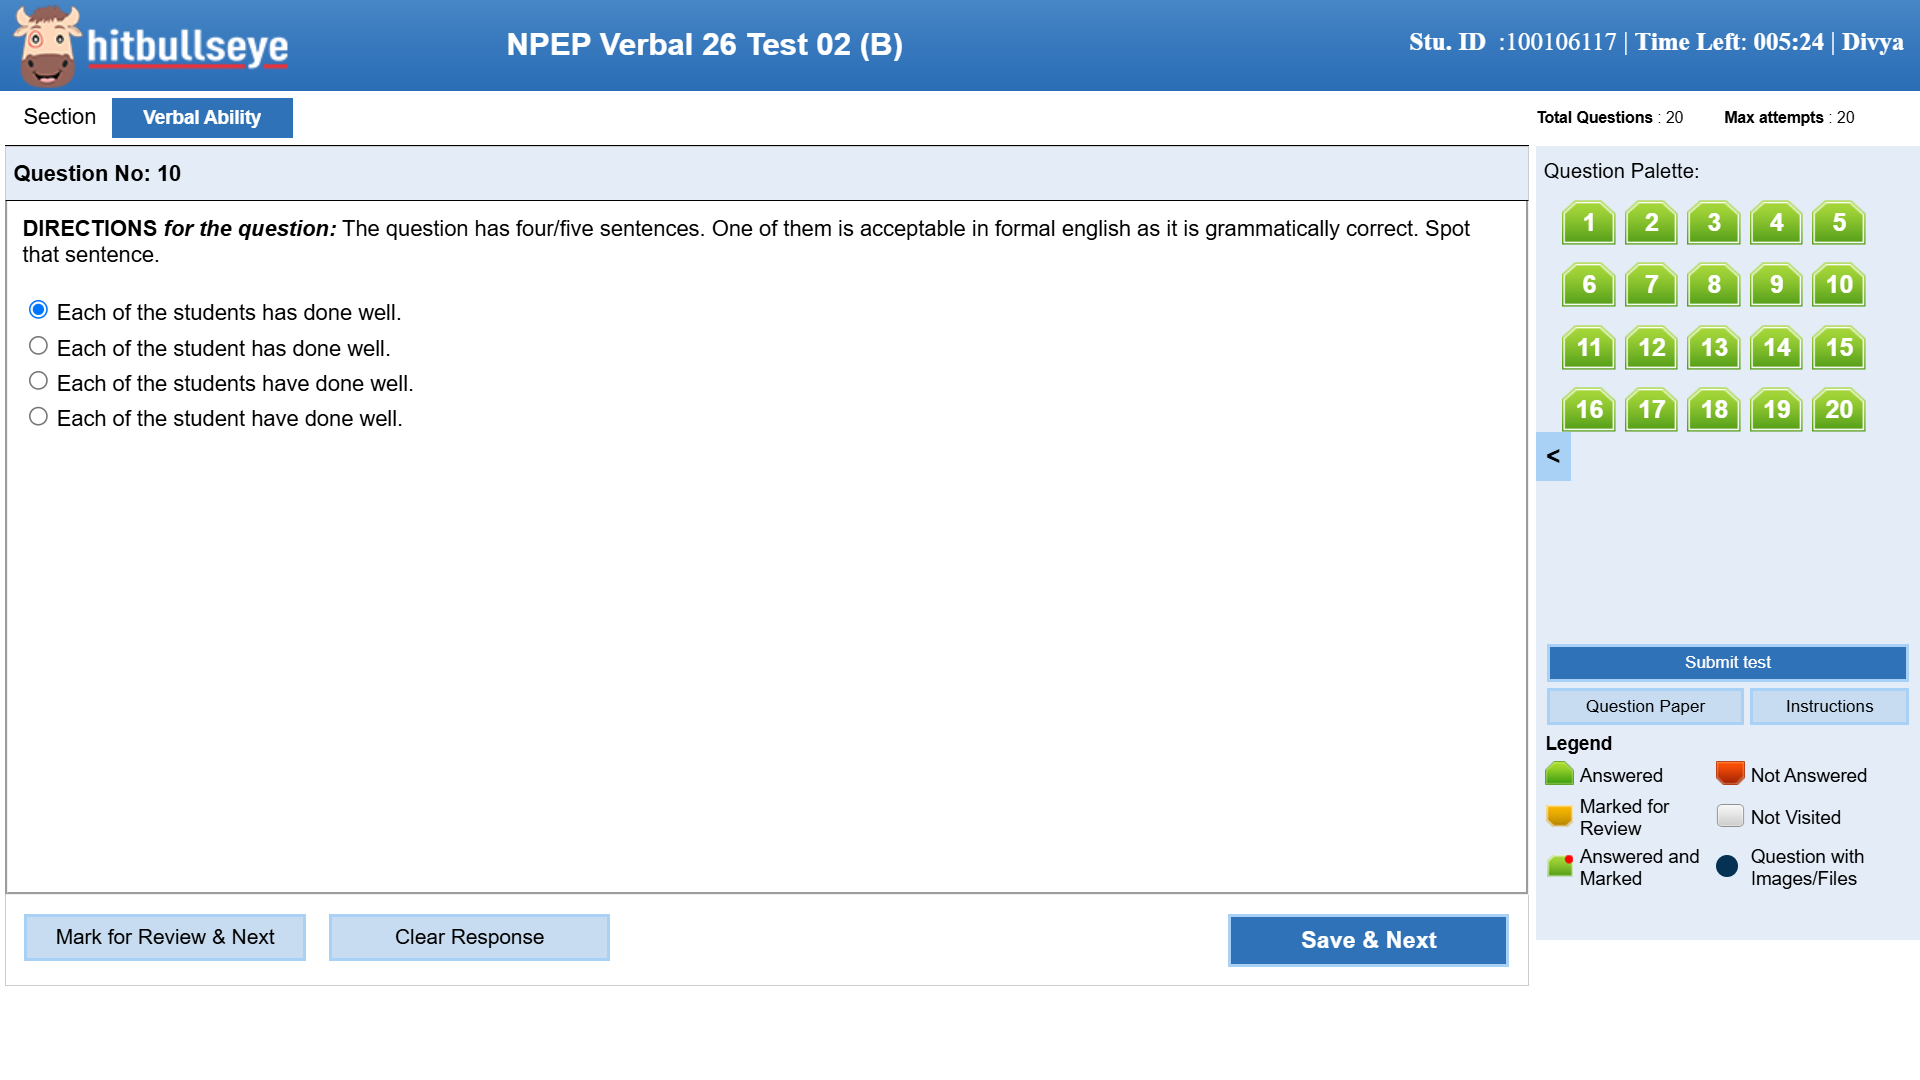 hitbullseye
NPEP Verbal 26 Test 02 (B)
Stu. ID :100106117 | Time Left: 005:24 | Divya
Section
Verbal Ability
Total Questions : 20
Max attempts : 20
Question No: 10
DIRECTIONS for the question: The question has four/five sentences. One of them is acceptable in formal english as it is grammatically correct. Spot
that sentence.
Each of the students has done well.
Each of the student has done well.
Each of the students have done well.
Each of the student have done well.
Mark for Review & Next
Clear Response
Save & Next
Question Palette:
1 2 3 4 5
6 7 8 9 10
11 12 13 14 15
16 17 18 19 20
<
Submit test
Question Paper
Instructions
Legend
Answered
Not Answered
Marked for
Review
Not Visited
Answered and
Marked
Question with
Images/Files